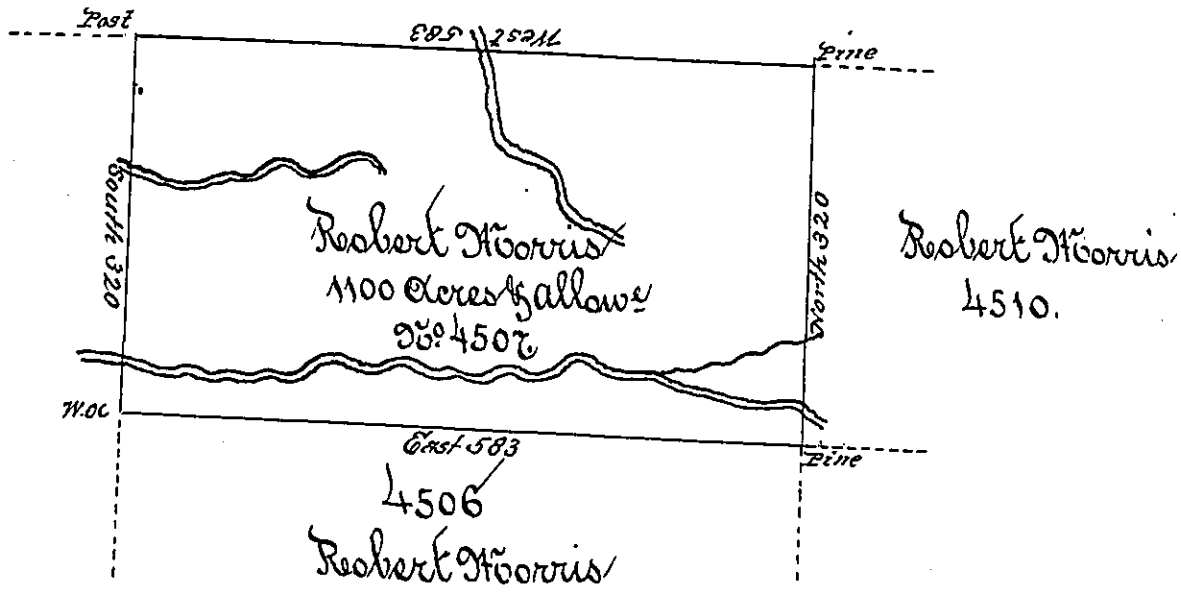 Post
West 583
Pine
South 320
Robert Morris
1100 Acres & allowe
No. 4507
North 320
Robert Morris
4510.
W.oc
East 583
Pine
4506
Robert Morris